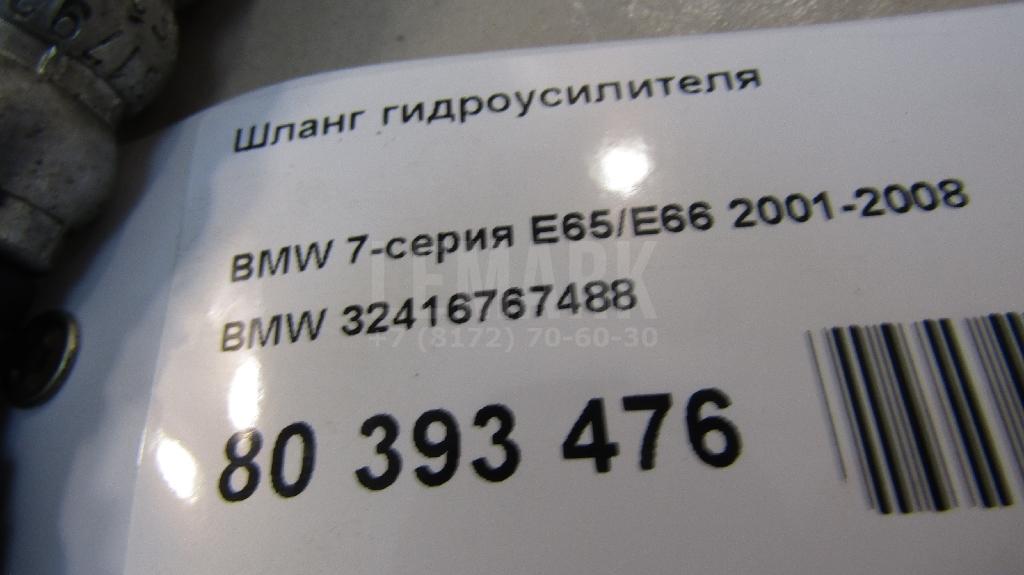 Шланг гидроусилителя
BMW 7-серия E65/E66 2001-2008
LEMARK
BMW 32416767488
+7 (8172) 70-60-30
80 393 476